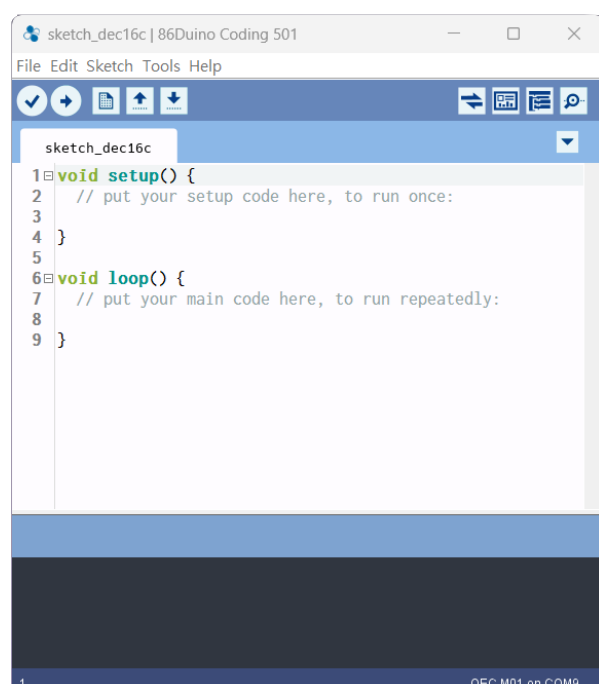 sketch_dec16c | 86Duino Coding 501
File Edit Sketch Tools Help
sketch_dec16c
1 void setup() {
2 // put your setup code here, to run once:
3
4 }
5
6 void loop() {
7 // put your main code here, to run repeatedly:
8
9 }
1 on COM9